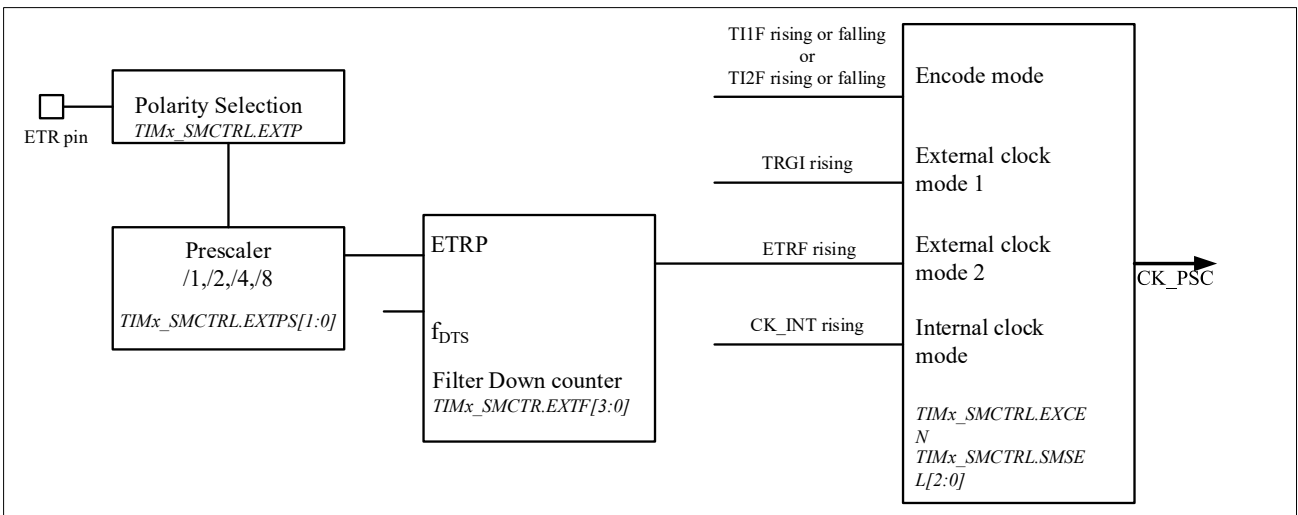 TI1F rising or falling
or
TI2F rising or falling
Encode mode
Polarity Selection
TIMx_SMCTRL.EXTP
ETR pin
TRGI rising
External clock
mode 1
Prescaler
/1,/2,/4,/8
TIMx_SMCTRL.EXTPS[1:0]
ETRP
fDTS
Filter Down counter
TIMx_SMCTR.EXTF[3:0]
ETRF rising
External clock
mode 2
CK_PSC
CK_INT rising
Internal clock
mode
TIMx_SMCTRL.EXCE
N
TIMx_SMCTRL.SMSE
L[2:0]